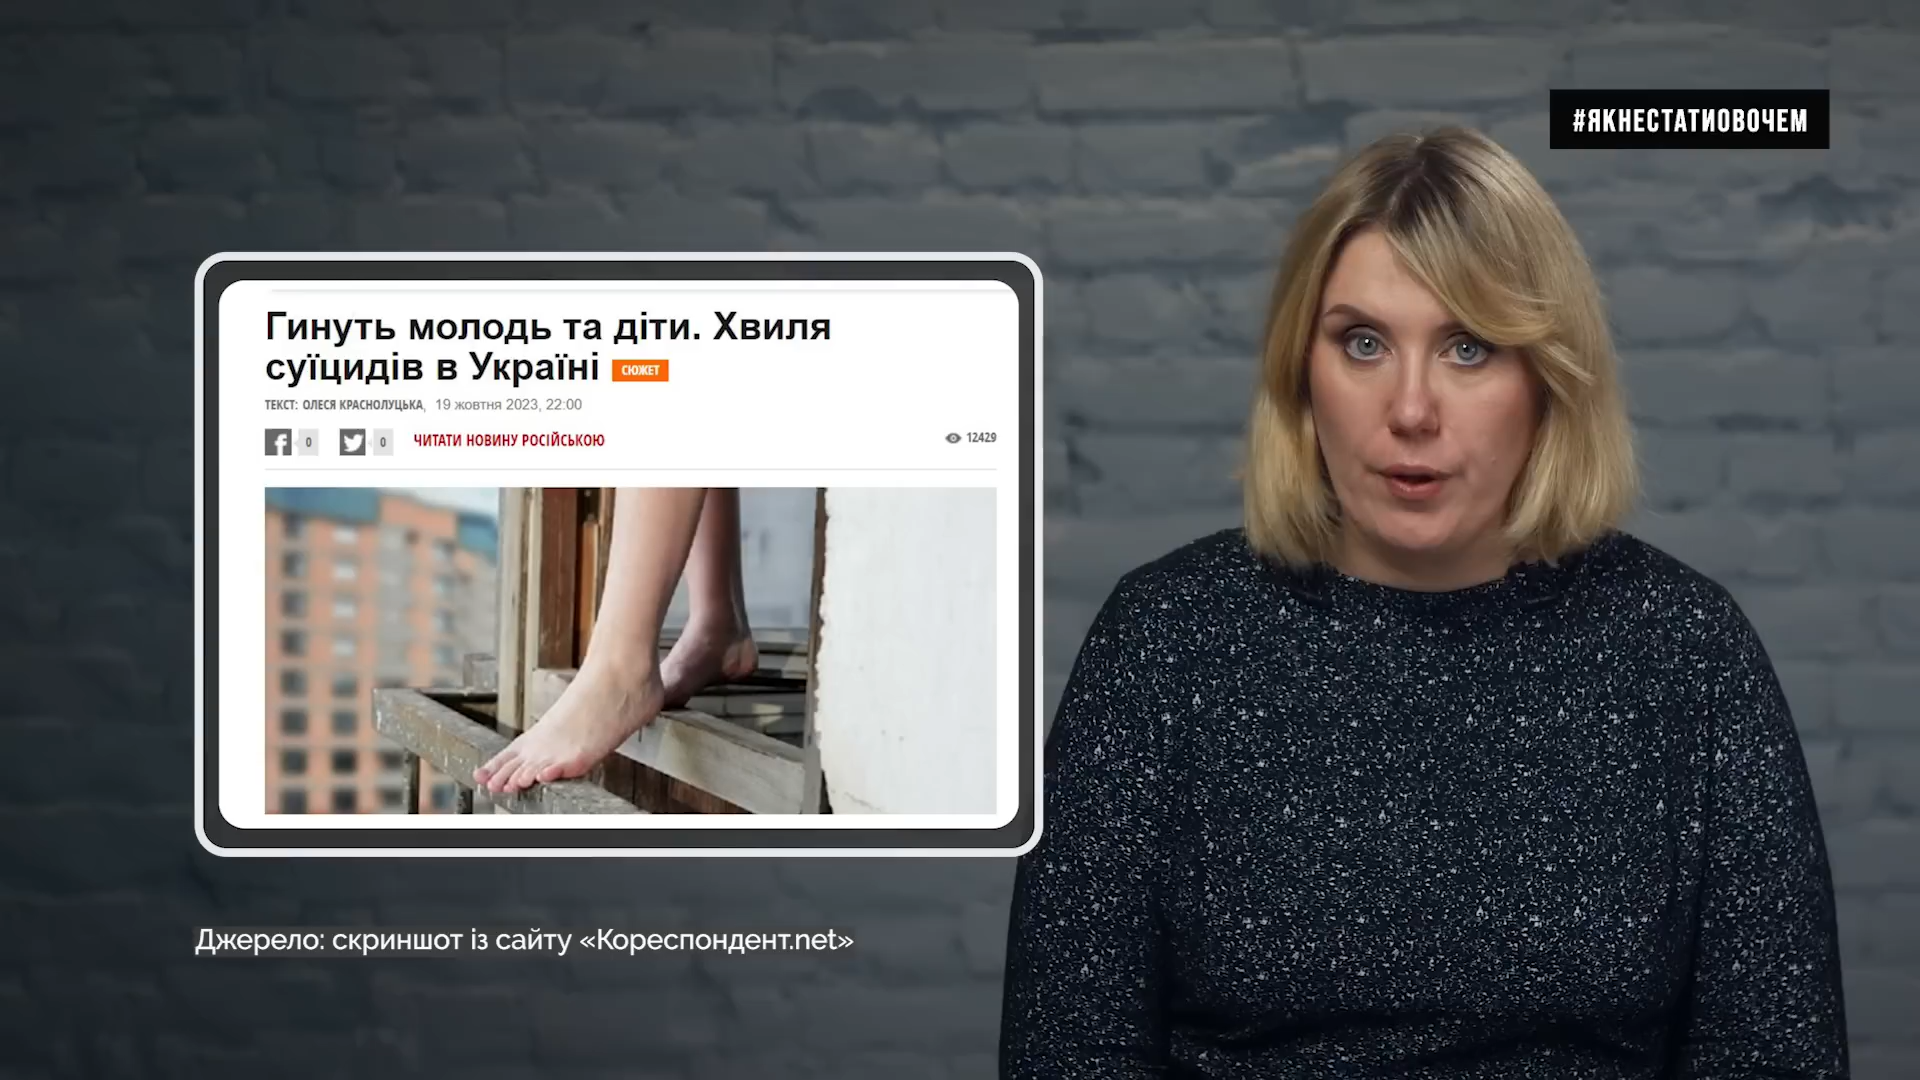 #ЯКНЕСТАТИОВОЧЕМ
Гинуть молодь та діти. Хвиля
суїцидів в Україні СЮЖЕТ
ТЕКСТ: ОЛЕСЯ КРАСНОЛУЦЬКА, 19 жовтня 2023, 22:00
0 0 ЧИТАТИ НОВИНУ РОСІЙСЬКОЮ 12429
Джерело: скриншот із сайту «Кореспондент.net»